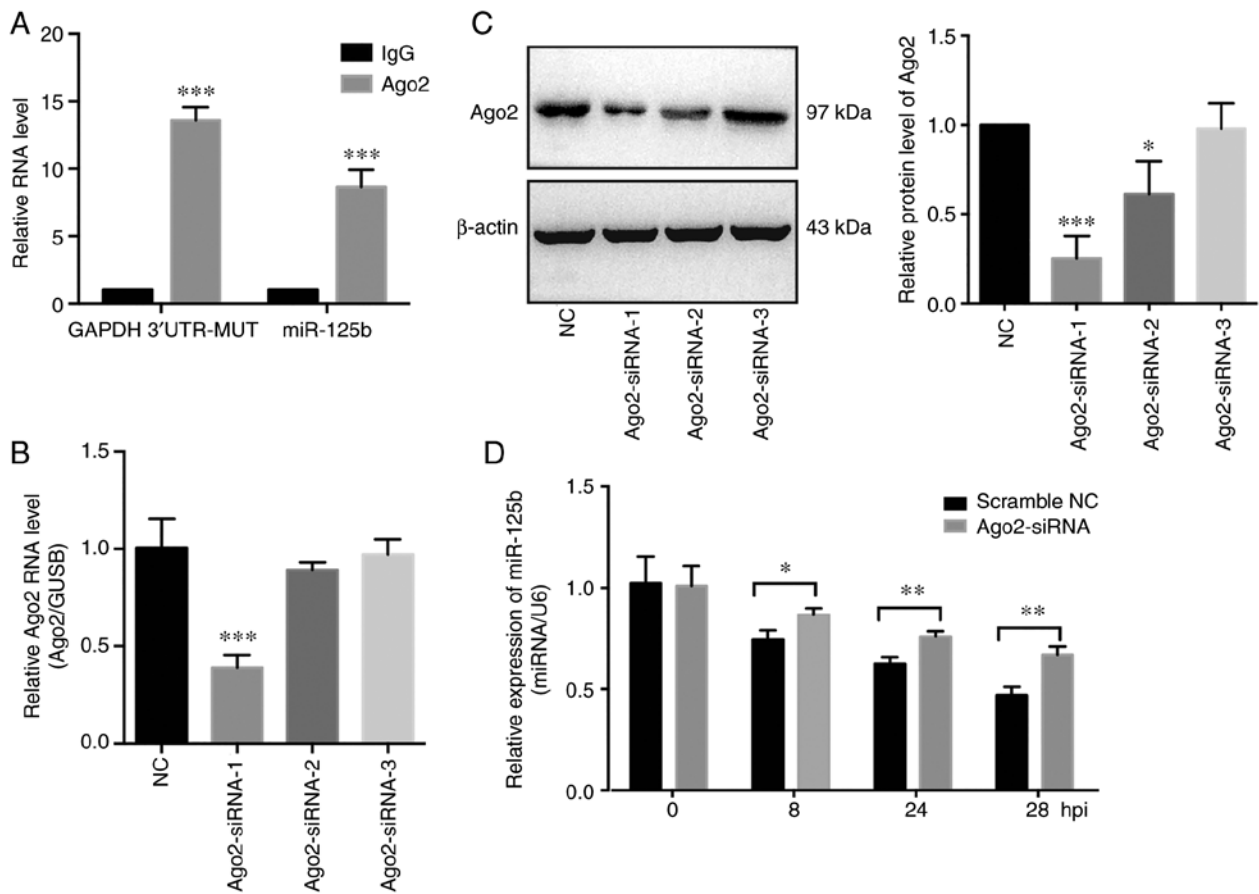 A
20
15
10
5
0
Relative RNA level
IgG
Ago2
***
***
GAPDH 3′UTR-MUT
miR-125b
C
Ago2
97 kDa
β-actin
43 kDa
NC
Ago2-siRNA-1
Ago2-siRNA-2
Ago2-siRNA-3
Relative protein level of Ago2
1.5
1.0
0.5
0.0
***
*
NC
Ago2-siRNA-1
Ago2-siRNA-2
Ago2-siRNA-3
B
Relative Ago2 RNA level
(Ago2/GUSB)
1.5
1.0
0.5
0.0
***
NC
Ago2-siRNA-1
Ago2-siRNA-2
Ago2-siRNA-3
D
Relative expression of miR-125b
(miRNA/U6)
1.5
1.0
0.5
0.0
Scramble NC
Ago2-siRNA
*
**
**
0
8
24
28 hpi